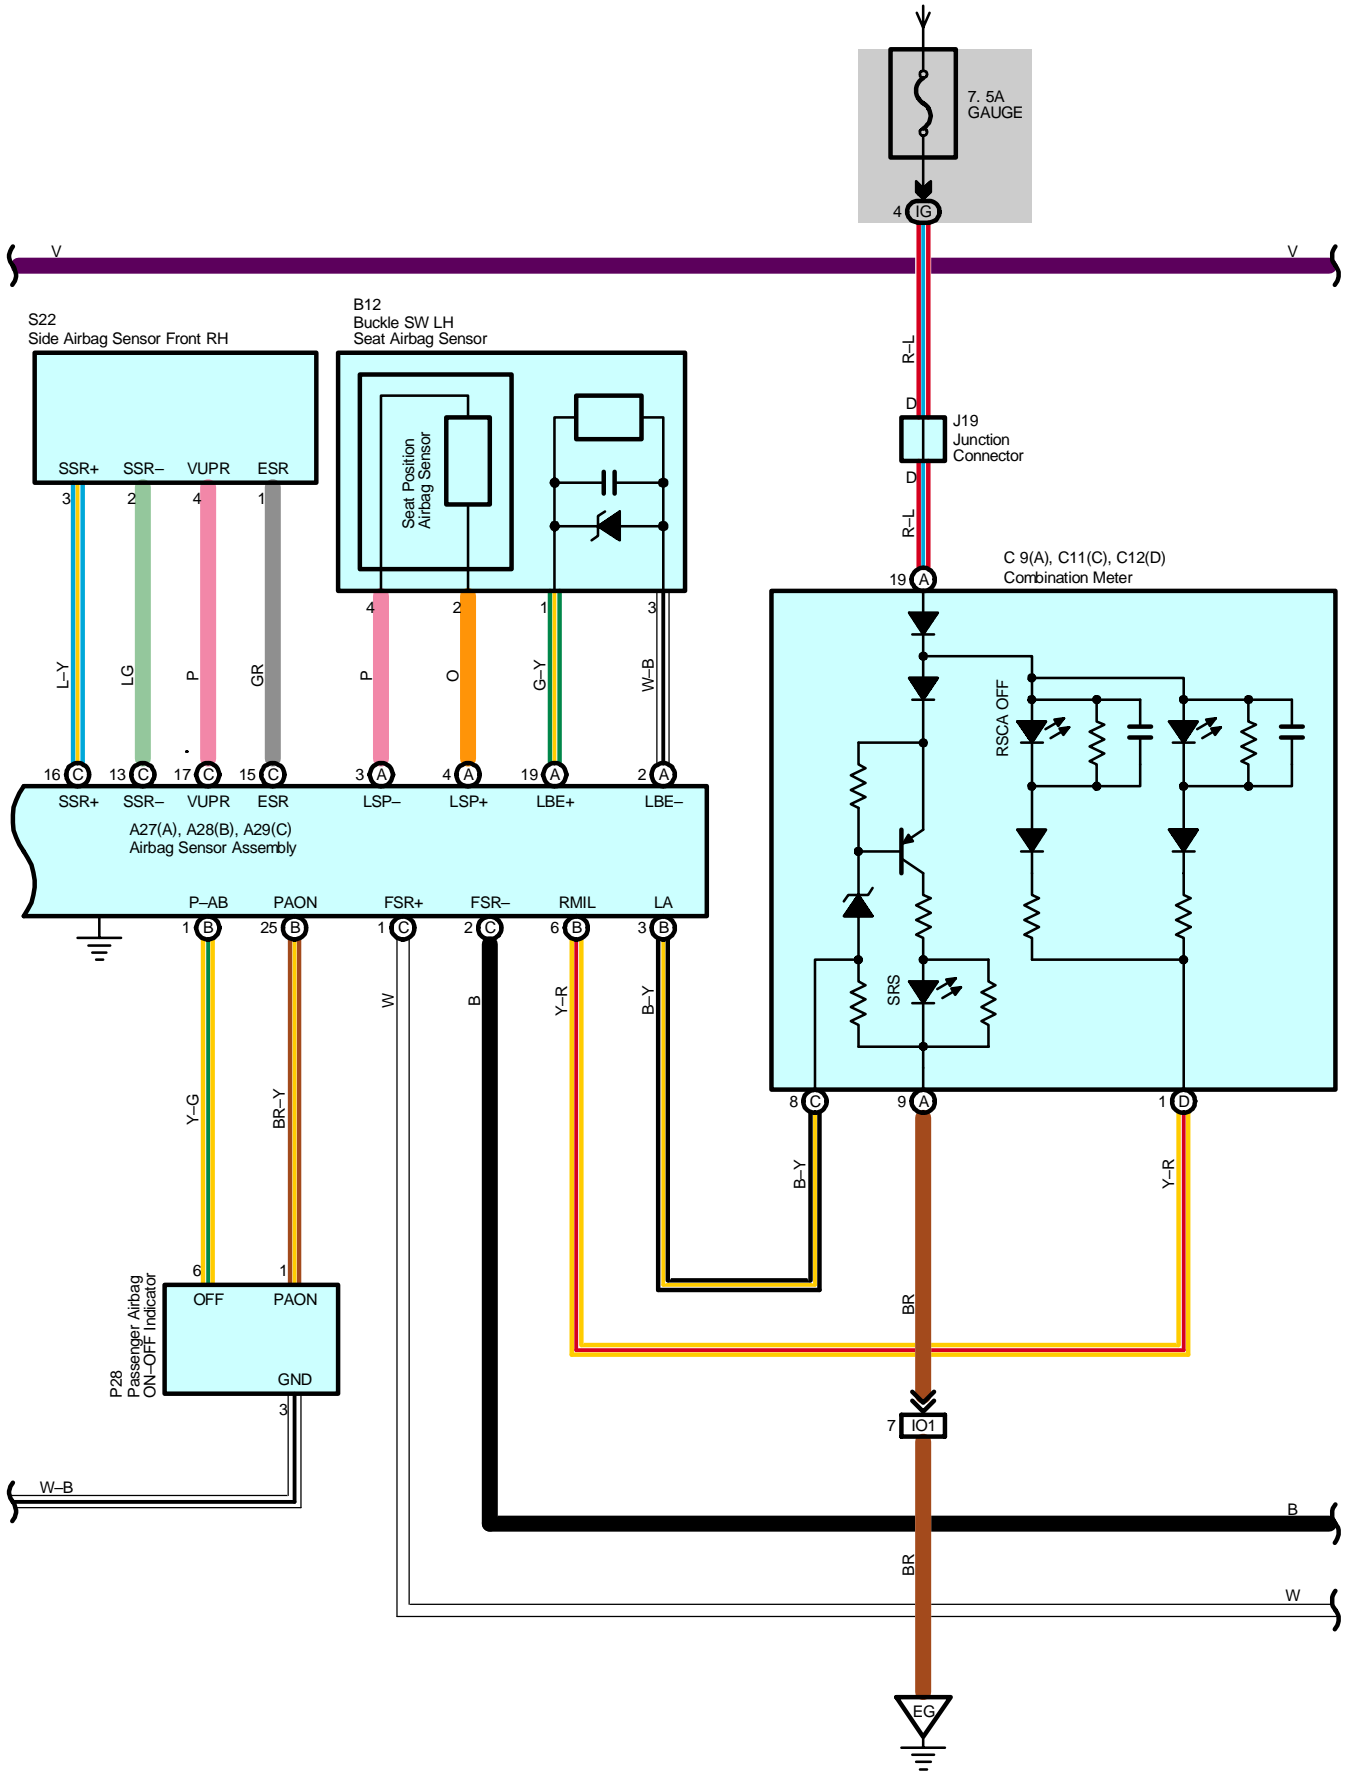 7. 5A
GAUGE
4 IG
V V
S22
Side Airbag Sensor Front RH
B12
Buckle SW LH
Seat Airbag Sensor
R–L
Seat Position
Airbag Sensor
D
J19
Junction
Connector
D
R–L
SSR+ SSR– VUPR ESR
3 2 4 1
C 9(A), C11(C), C12(D)
Combination Meter
19 A
4 2 1 3
L–Y LG P GR P O G–Y W–B
RSCA OFF
16 C 13 C 17 C 15 C 3 A 4 A 19 A 2 A
SSR+ SSR– VUPR ESR LSP– LSP+ LBE+ LBE–
A27(A), A28(B), A29(C)
Airbag Sensor Assembly
P–AB PAON FSR+ FSR– RMIL LA
1 B 25 B 1 C 2 C 6 B 3 B
SRS
W B Y–R B–Y
Y–G BR–Y
8 C 9 A 1 D
B–Y Y–R
6 1
OFF PAON
P28
Passenger Airbag
ON–OFF Indicator
GND
3
BR
7 IO1
W–B
B
BR
W
EG